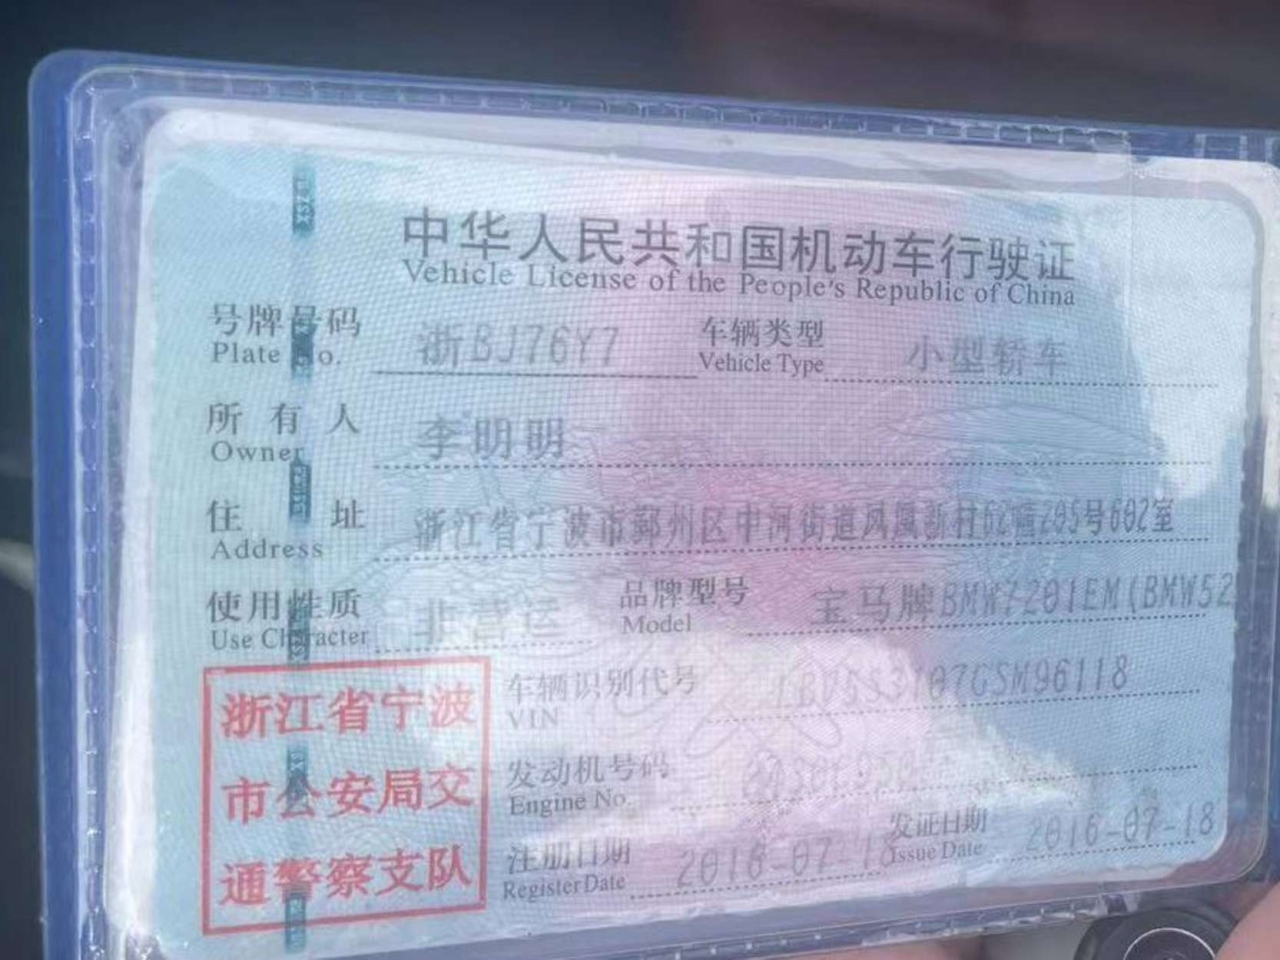 中华人民共和国机动车行驶证
Vehicle License of the People's Republic of China
号牌号码 浙BJ76Y7 车辆类型 小型轿车
Plate No. Vehicle Type
所有人 李明明
Owner
住址 浙江省宁波市鄞州区中河街道凤凰新村62幢205号602室
Address
使用性质 非营运 品牌型号 宝马牌BMW7201EM(BMW52
Use Character Model
浙江省宁波
市公安局交
通警察支队
车辆识别代号
VIN
发动机号码
Engine No.
注册日期 发证日期 2016-07-18
Register Date Issue Date